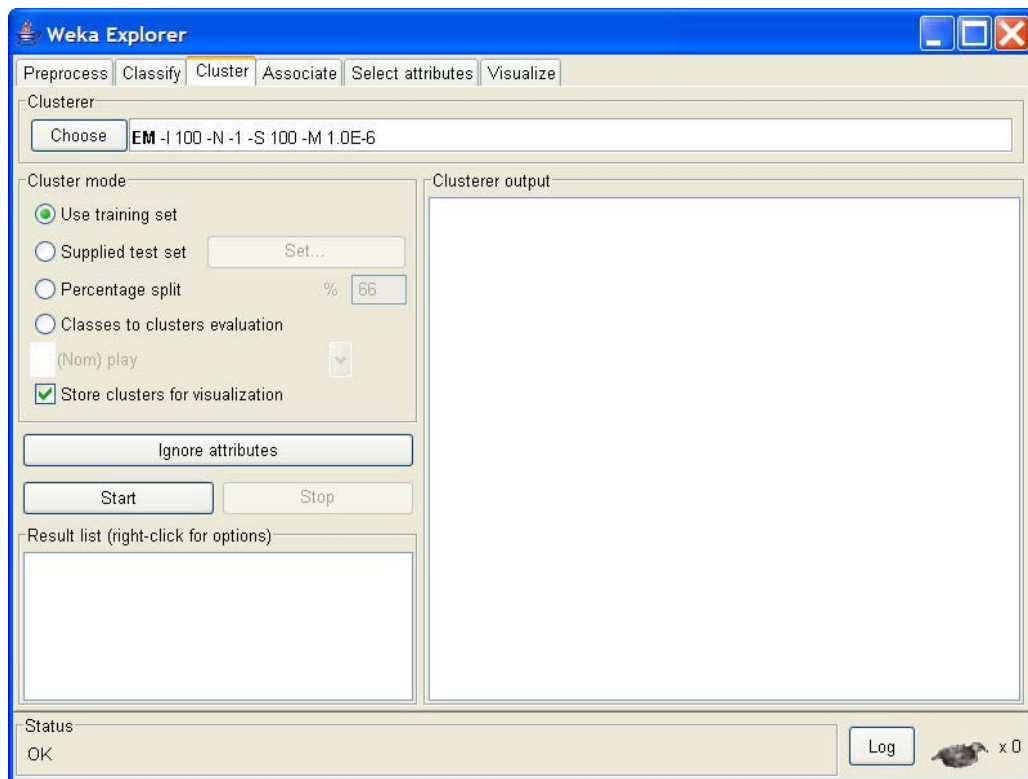 Weka Explorer
Preprocess Classify Cluster Associate Select attributes Visualize
Clusterer
Choose EM -I 100 -N -1 -S 100 -M 1.0E-6
Cluster mode
Use training set
Supplied test set Set...
Percentage split % 66
Classes to clusters evaluation
(Nom) play
Store clusters for visualization
Ignore attributes
Start Stop
Result list (right-click for options)
Clusterer output
Status
OK
Log x 0